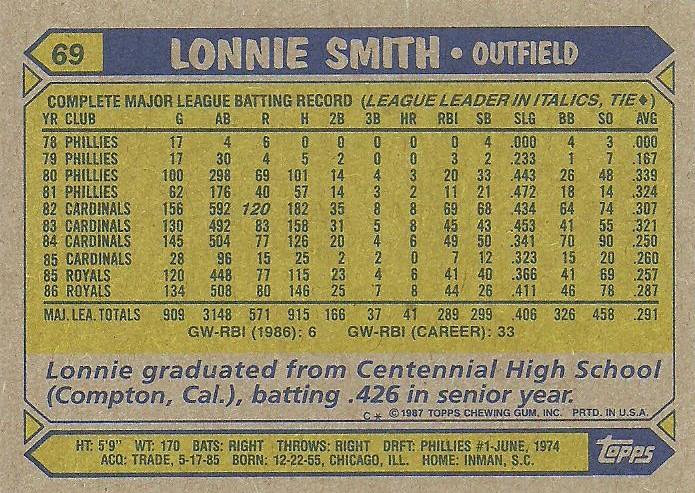 69 LONNIE SMITH • OUTFIELD
COMPLETE MAJOR LEAGUE BATTING RECORD (LEAGUE LEADER IN ITALICS, TIE♦)
YR CLUB G AB R H 2B 3B HR RBI SB SLG BB SO AVG
78 PHILLIES 17 4 6 0 0 0 0 0 4 .000 4 3 .000
79 PHILLIES 17 30 4 5 2 0 0 3 2 .233 1 7 .167
80 PHILLIES 100 298 69 101 14 4 3 20 33 .443 26 48 .339
81 PHILLIES 62 176 40 57 14 3 2 11 21 .472 18 14 .324
82 CARDINALS 156 592 120 182 35 8 8 69 68 .434 64 74 .307
83 CARDINALS 130 492 83 158 31 5 8 45 43 .453 41 55 .321
84 CARDINALS 145 504 77 126 20 4 6 49 50 .341 70 90 .250
85 CARDINALS 28 96 15 25 2 2 0 7 12 .323 15 20 .260
85 ROYALS 120 448 77 115 23 4 6 41 40 .366 41 69 .257
86 ROYALS 134 508 80 146 25 7 8 44 26 .411 46 78 .287
MAJ. LEA. TOTALS 909 3148 571 915 166 37 41 289 299 .406 326 458 .291
GW-RBI (1986): 6 GW-RBI (CAREER): 33
Lonnie graduated from Centennial High School
(Compton, Cal.), batting .426 in senior year.
C* ©1987 TOPPS CHEWING GUM, INC. PRTD. IN U.S.A.
HT: 5'9" WT: 170 BATS: RIGHT THROWS: RIGHT DRFT: PHILLIES #1-JUNE, 1974
ACQ: TRADE, 5-17-85 BORN: 12-22-55, CHICAGO, ILL. HOME: INMAN, S.C.
topps